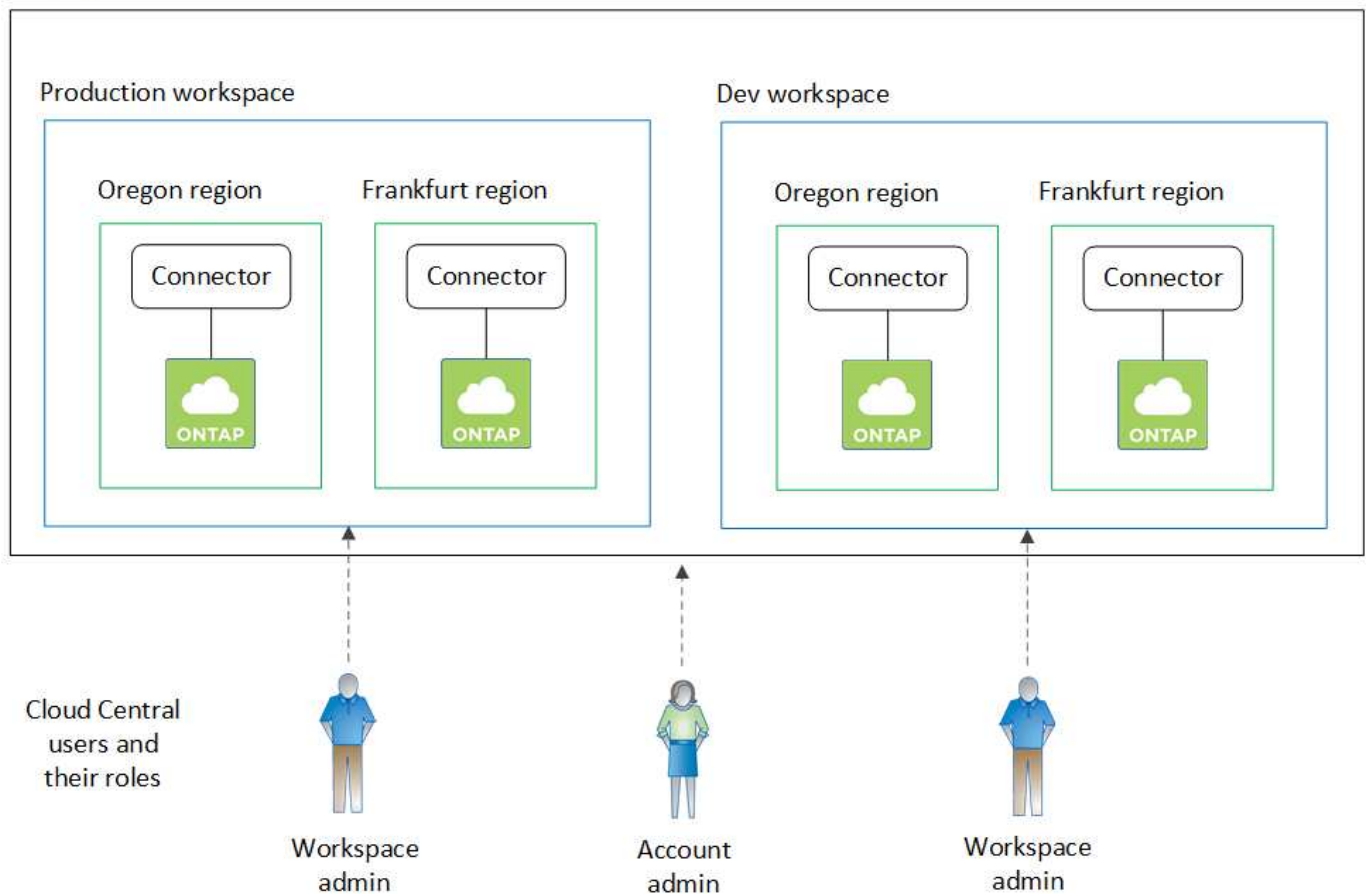 Production workspace
Dev workspace
Oregon region
Frankfurt region
Oregon region
Frankfurt region
Connector
Connector
Connector
Connector
ONTAP
ONTAP
ONTAP
ONTAP
Cloud Central
users and
their roles
Workspace
admin
Account
admin
Workspace
admin